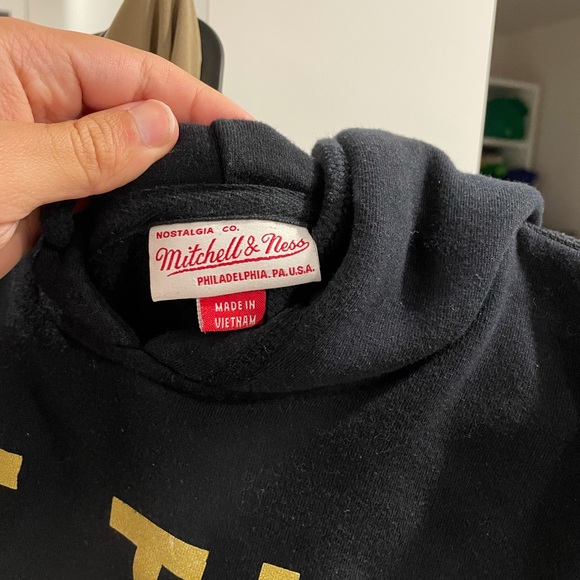 NOSTALGIA CO.
Mitchell & Ness
PHILADELPHIA. PA. U.S.A.
MADE IN
VIETNAM